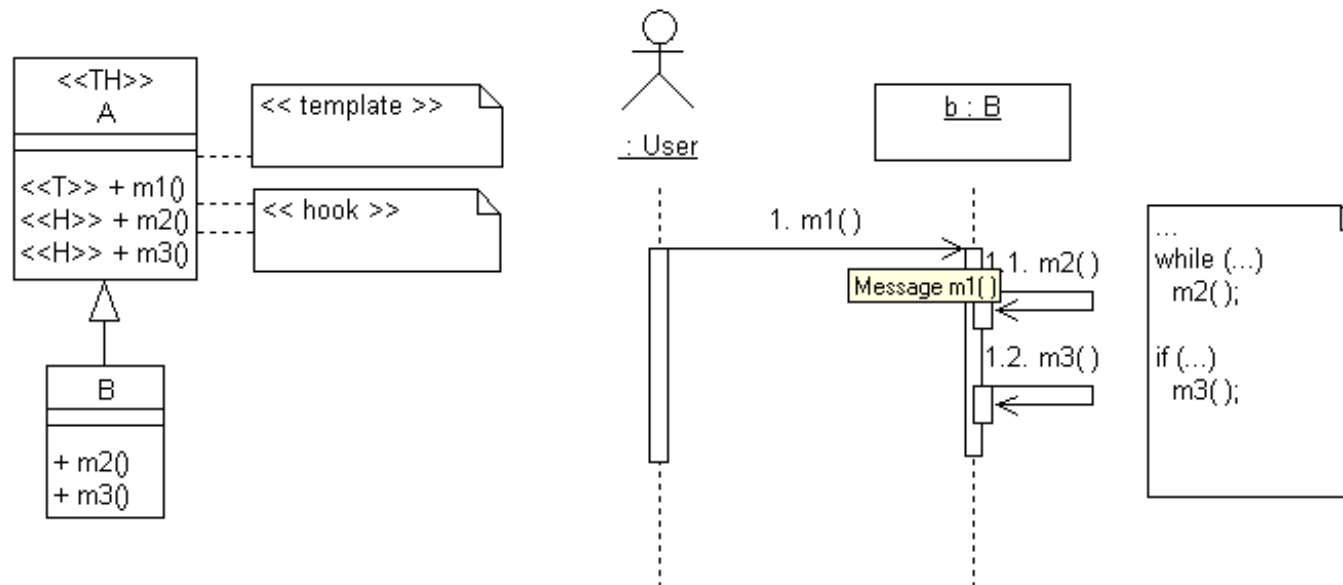 <<TH>>
A
<<T>> + m1()
<<H>> + m2()
<<H>> + m3()
<< template >>
<< hook >>
B
+ m2()
+ m3()
: User
b : B
1. m1( )
Message m1( )
1.1. m2( )
1.2. m3( )
...
while (...)
m2( );
if (...)
m3( );